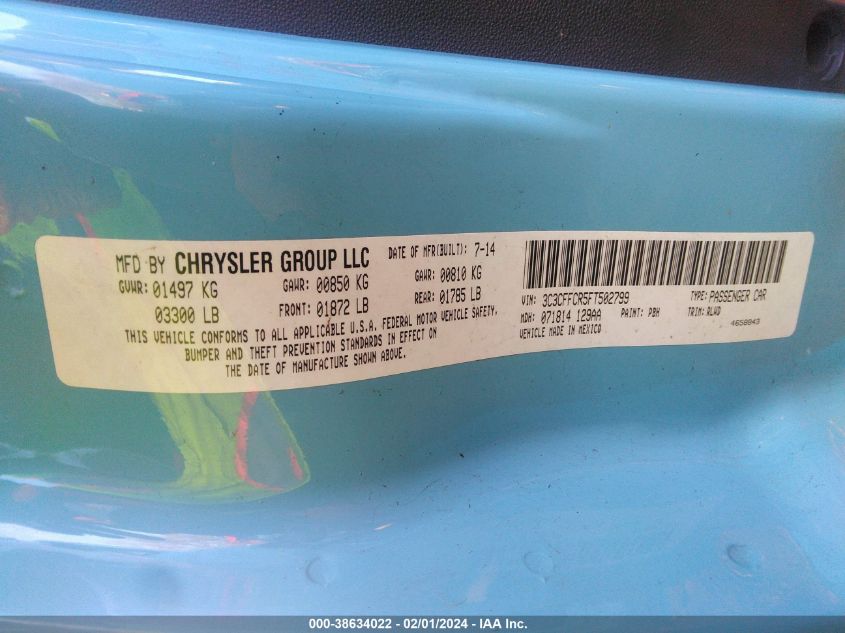 MFD BY CHRYSLER GROUP LLC DATE OF MFR(BUILT): 7-14
GVWR: 01497 KG GAWR: 00850 KG GAWR: 00810 KG
03300 LB FRONT: 01872 LB REAR: 01785 LB
THIS VEHICLE CONFORMS TO ALL APPLICABLE U.S.A. FEDERAL MOTOR VEHICLE SAFETY,
BUMPER AND THEFT PREVENTION STANDARDS IN EFFECT ON
THE DATE OF MANUFACTURE SHOWN ABOVE.
VIN: 3C3CFFCR5FT502799 TYPE: PASSENGER CAR
MDH: 071814 129AA PAINT: PBH TRIM: RLWD
VEHICLE MADE IN MEXICO 4658943
000-38634022 - 02/01/2024 - IAA Inc.